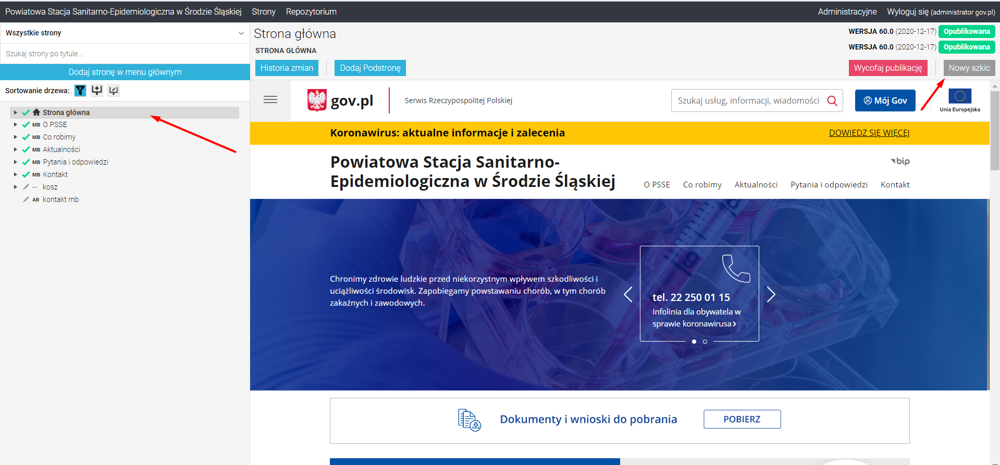 Powiatowa Stacja Sanitarno-Epidemiologiczna w Środzie Śląskiej Strony Repozytorium Administracyjne Wyloguj się (administrator gov.pl)
Wszystkie strony
Szukaj strony po tytule...
Dodaj stronę w menu głównym
Sortowanie drzewa:
Strona główna
MB O PSSE
MB Co robimy
MB Aktualności
MB Pytania i odpowiedzi
MB Kontakt
-- kosz
AR kontakt mb
Strona główna
STRONA GŁÓWNA
WERSJA 60.0 (2020-12-17) Opublikowana
WERSJA 60.0 (2020-12-17) Opublikowana
Historia zmian Dodaj Podstronę Wycofaj publikację Nowy szkic
gov.pl Serwis Rzeczypospolitej Polskiej Szukaj usług, informacji, wiadomości Mój Gov
Unia Europejska
Koronawirus: aktualne informacje i zalecenia DOWIEDZ SIĘ WIĘCEJ
Powiatowa Stacja Sanitarno-
Epidemiologiczna w Środzie Śląskiej
bip
O PSSE Co robimy Aktualności Pytania i odpowiedzi Kontakt
Chronimy zdrowie ludzkie przed niekorzystnym wpływem szkodliwości i
uciążliwości środowisk. Zapobiegamy powstawaniu chorób, w tym chorób
zakaźnych i zawodowych.
tel. 22 250 01 15
Infolinia dla obywatela w
sprawie koronawirusa
Dokumenty i wnioski do pobrania POBIERZ